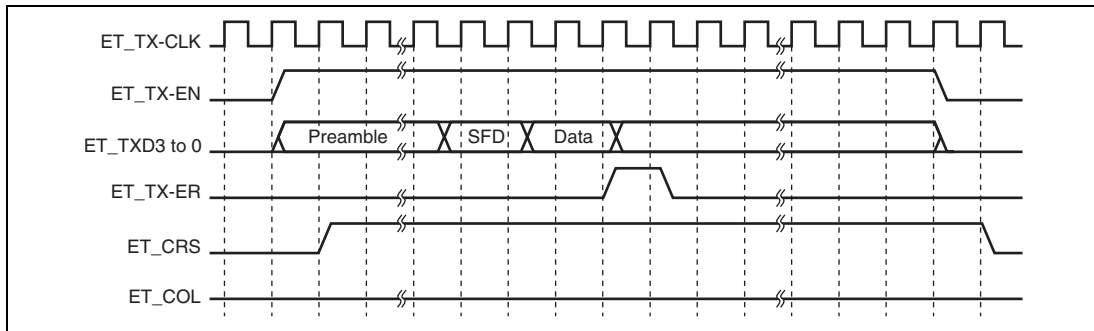 ET_TX-CLK
ET_TX-EN
ET_TXD3 to 0
Preamble
SFD
Data
ET_TX-ER
ET_CRS
ET_COL